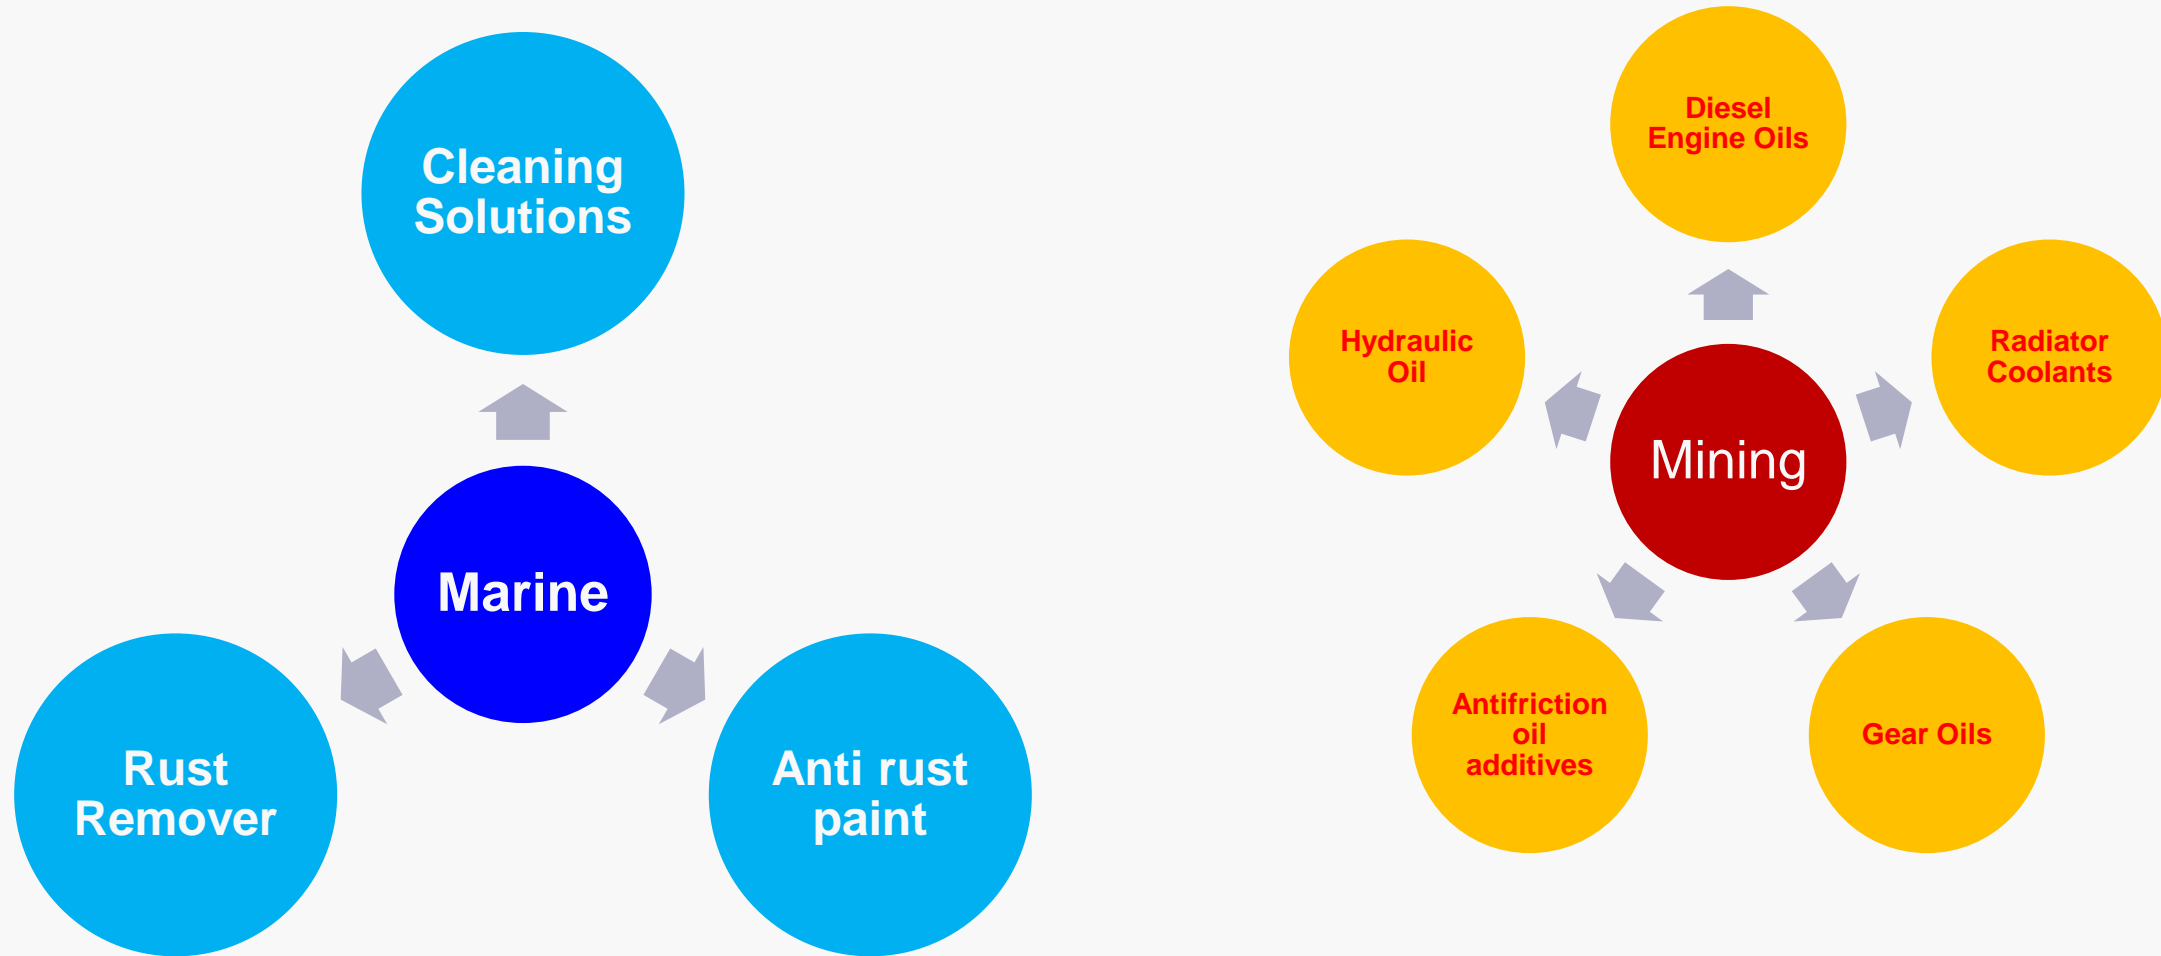 Cleaning
Solutions
Marine
Rust
Remover
Anti rust
paint
Diesel
Engine Oils
Hydraulic
Oil
Radiator
Coolants
Mining
Antifriction
oil
additives
Gear Oils